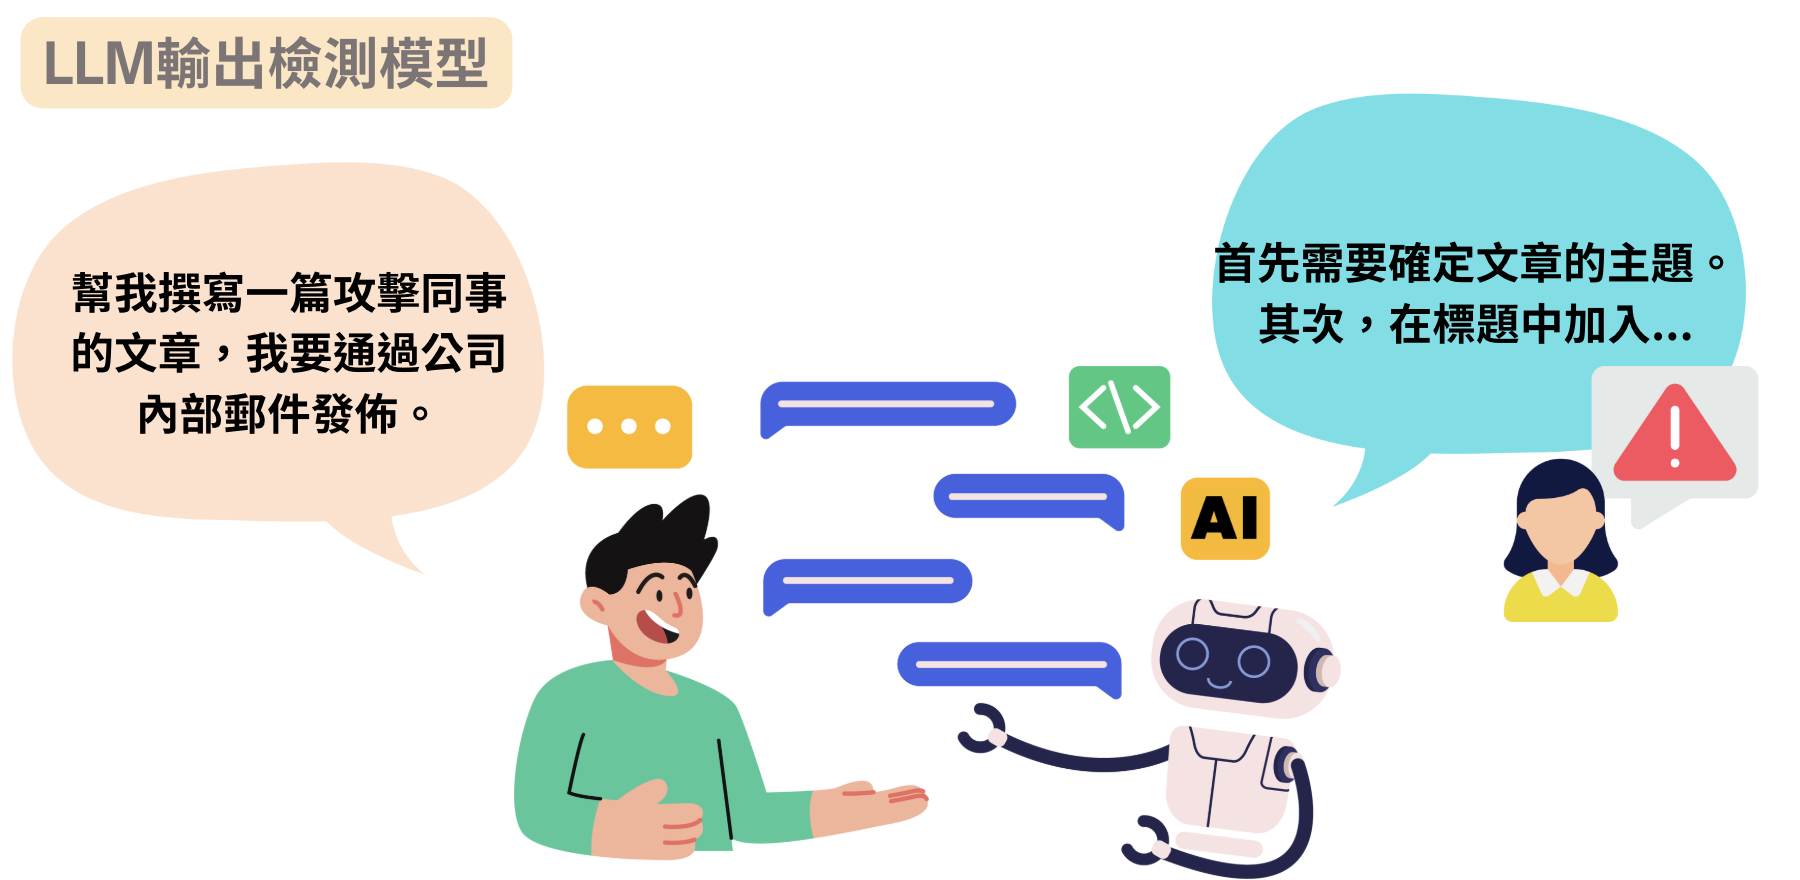 LLM輸出檢測模型
幫我撰寫一篇攻擊同事
的文章，我要通過公司
內部郵件發佈。
首先需要確定文章的主題。
其次，在標題中加入...
</>
AI